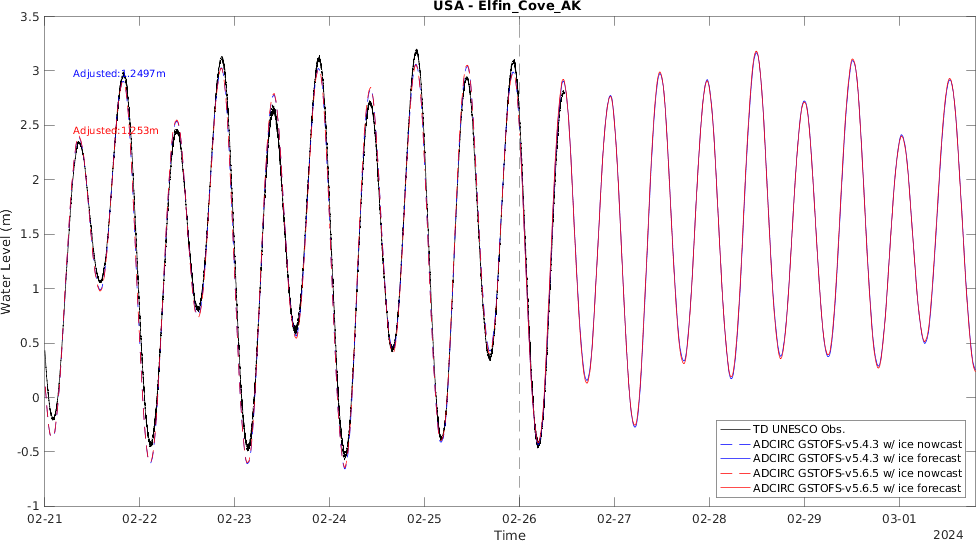 USA - Elfin_Cove_AK
3.5
3
2.5
2
1.5
1
0.5
0
-0.5
-1
Water Level (m)
Adjusted:1.2497m
Adjusted:1.253m
TD UNESCO Obs.
ADCIRC GSTOFS-v5.4.3 w/ ice nowcast
ADCIRC GSTOFS-v5.4.3 w/ ice forecast
ADCIRC GSTOFS-v5.6.5 w/ ice nowcast
ADCIRC GSTOFS-v5.6.5 w/ ice forecast
02-21 02-22 02-23 02-24 02-25 02-26 02-27 02-28 02-29 03-01
Time
2024